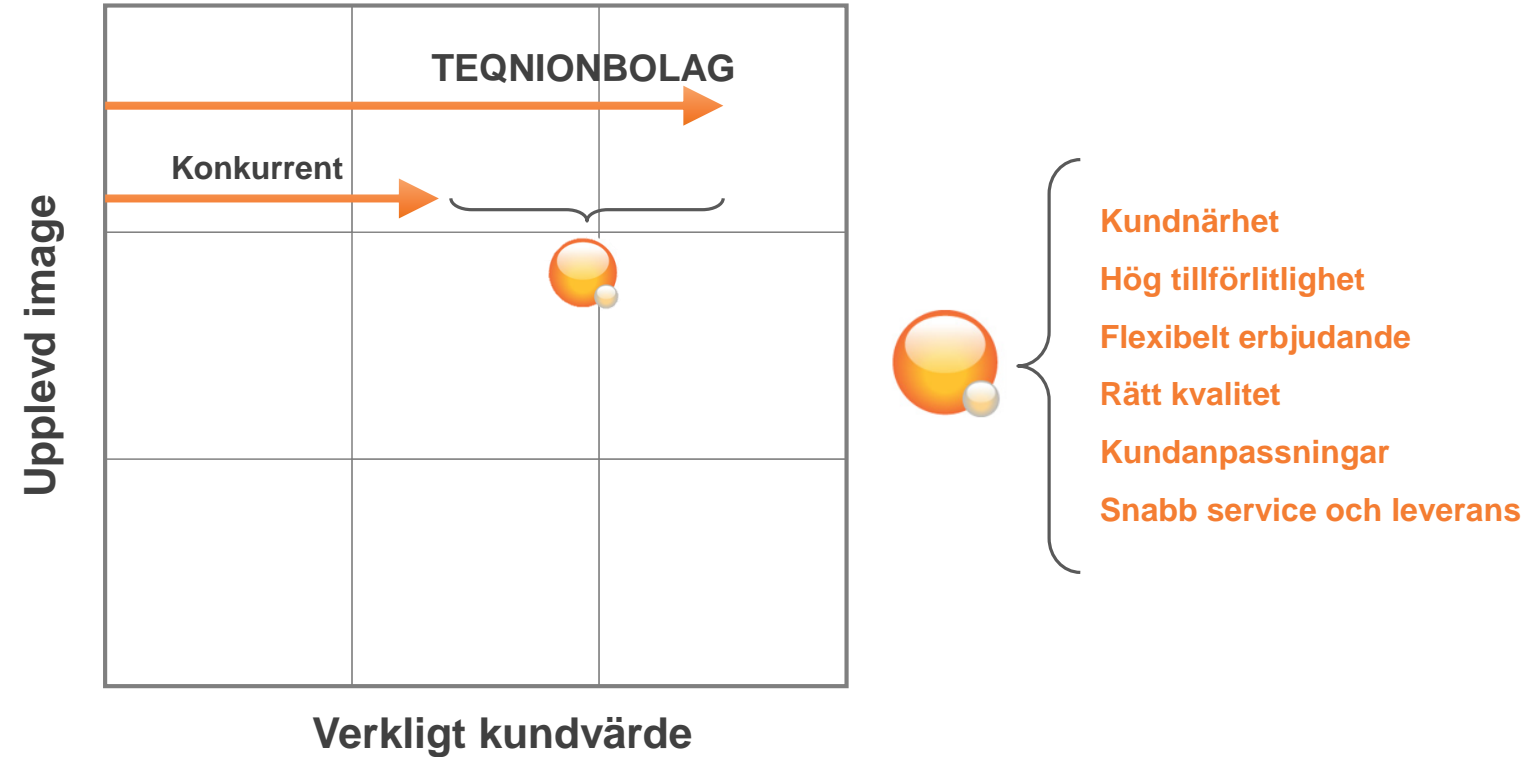 TEQNIONBOLAG
Konkurrent
Upplevd image
Verkligt kundvärde
Kundnärhet
Hög tillförlitlighet
Flexibelt erbjudande
Rätt kvalitet
Kundanpassningar
Snabb service och leverans